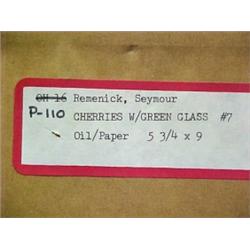 OH 16 Remenick, Seymour
P-110 CHERRIES W/GREEN GLASS #7
Oil/Paper 5 3/4 x 9